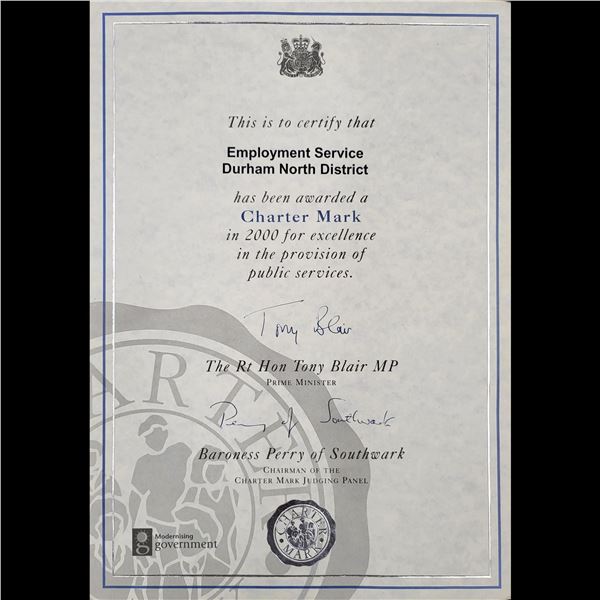 This is to certify that
Employment Service
Durham North District
has been awarded a
Charter Mark
in 2000 for excellence
in the provision of
public services.
Tony Blair
The Rt Hon Tony Blair MP
PRIME MINISTER
Perry of Southwark
Baroness Perry of Southwark
CHAIRMAN OF THE
CHARTER MARK JUDGING PANEL
Modernising
government
CHARTER
MARK
CHARTER